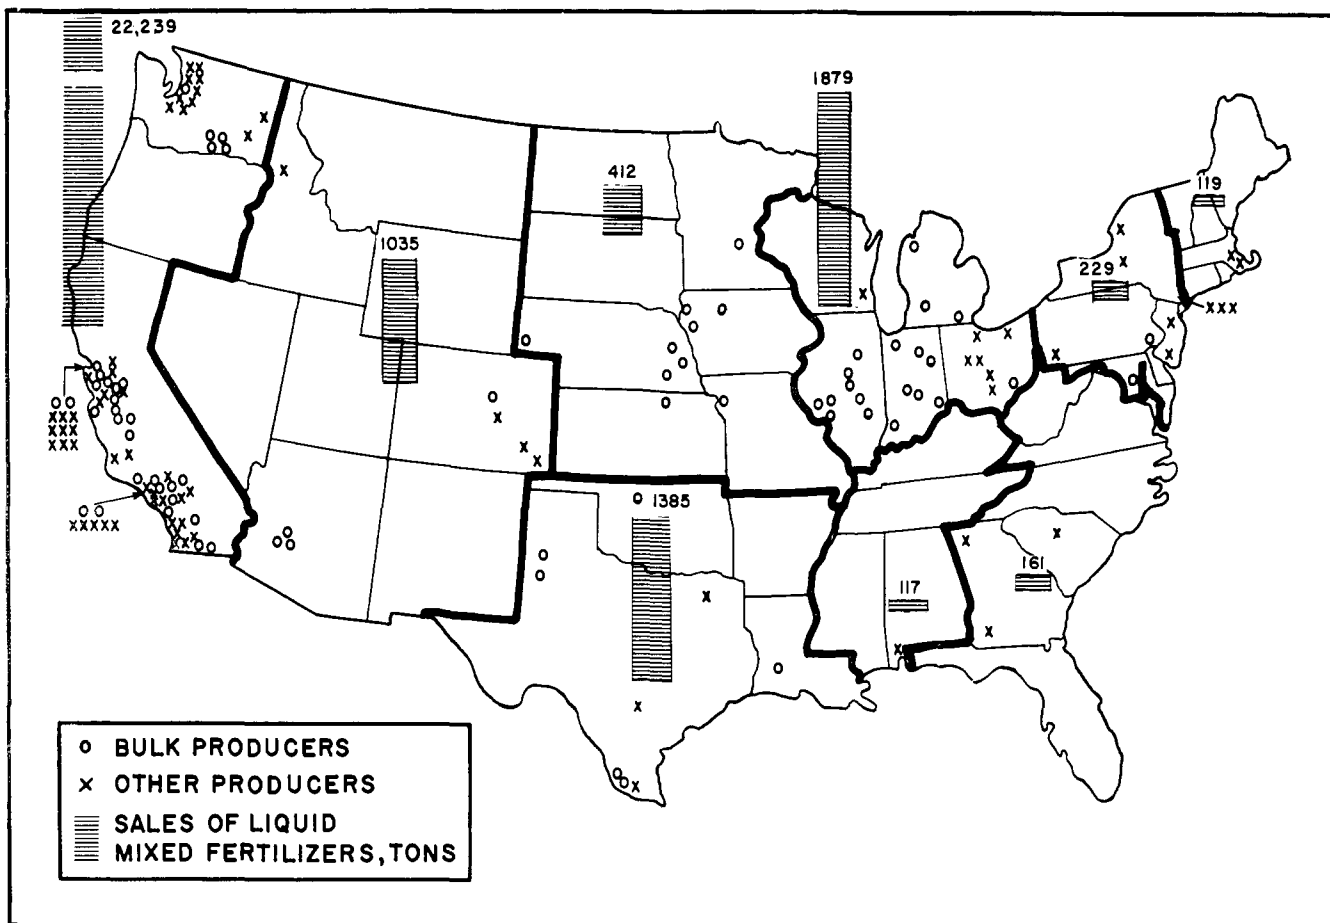 22,239
1879
412
119
1035
229
1385
161
117
O BULK PRODUCERS
X OTHER PRODUCERS
SALES OF LIQUID
MIXED FERTILIZERS, TONS